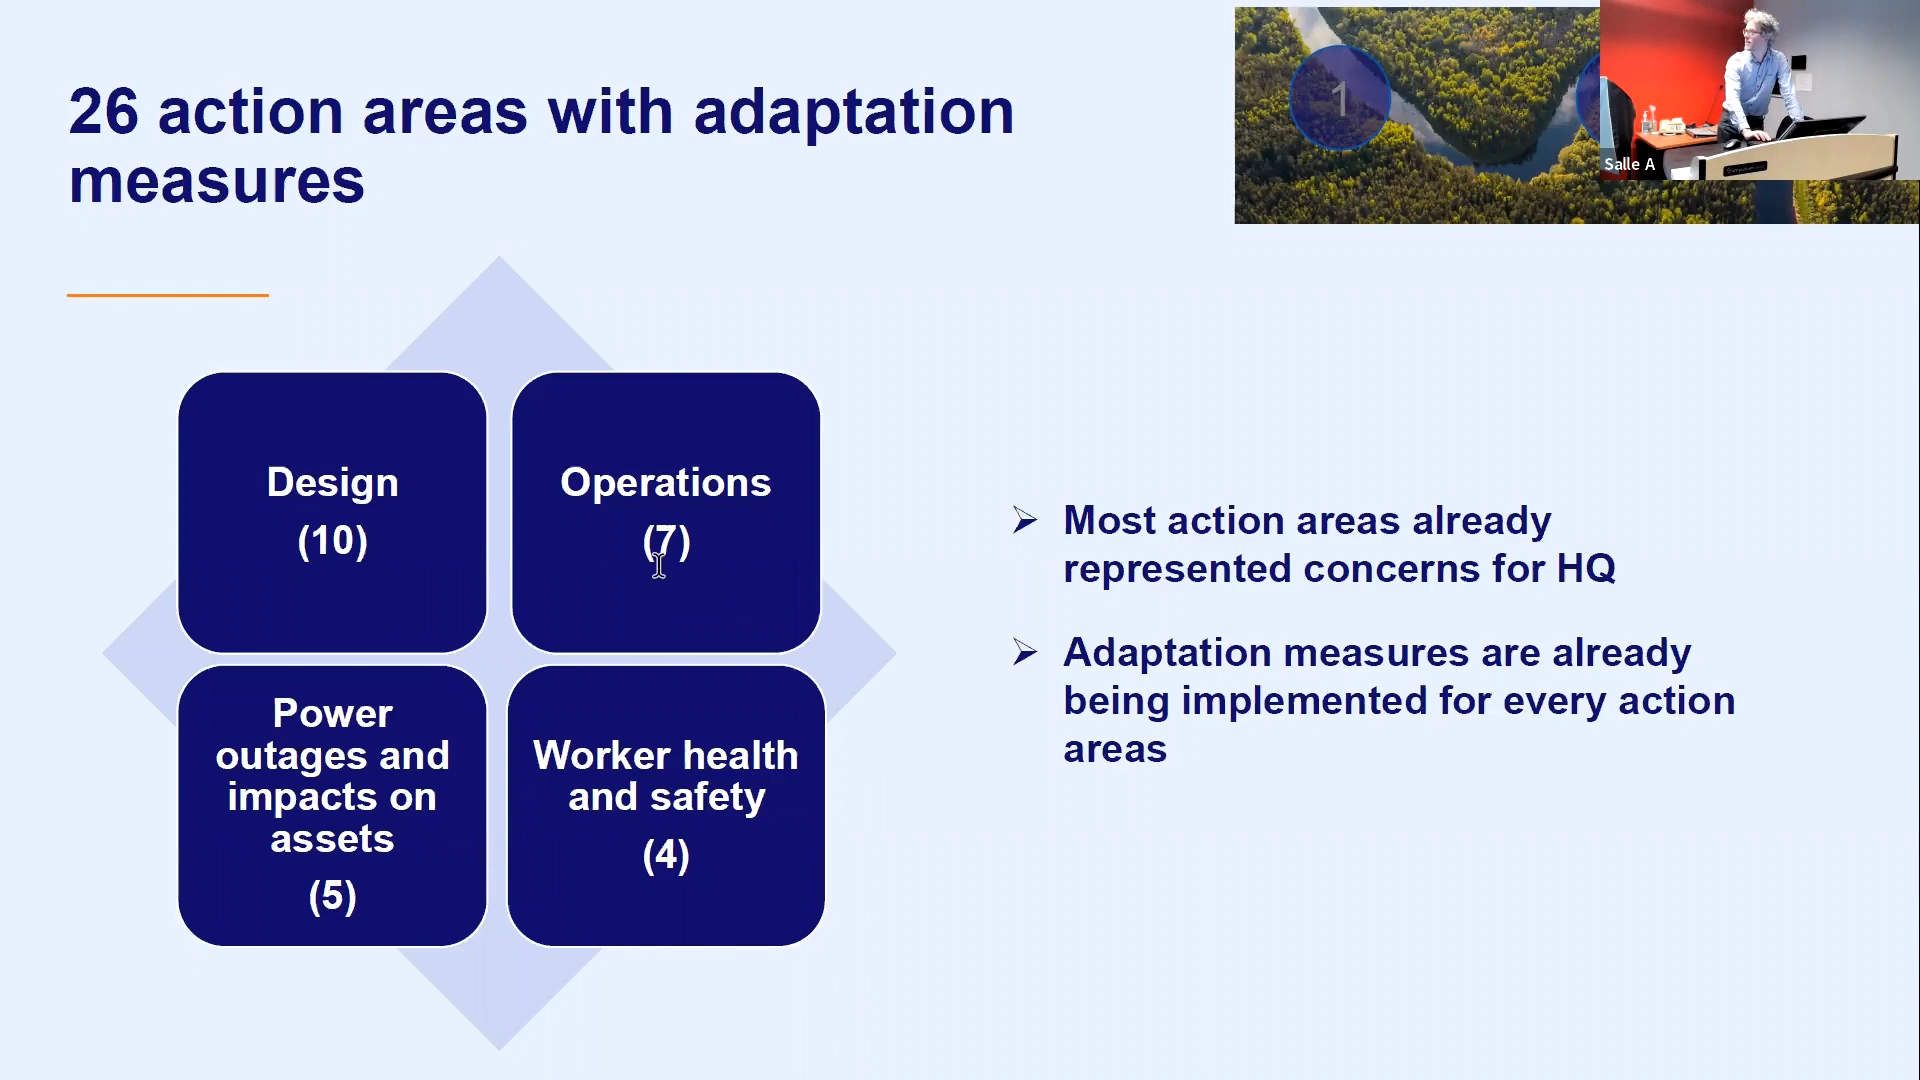 26 action areas with adaptation
measures
1
Salle A
Design
(10)
Operations
(7)
Power
outages and
impacts on
assets
(5)
Worker health
and safety
(4)
Most action areas already
represented concerns for HQ
Adaptation measures are already
being implemented for every action
areas